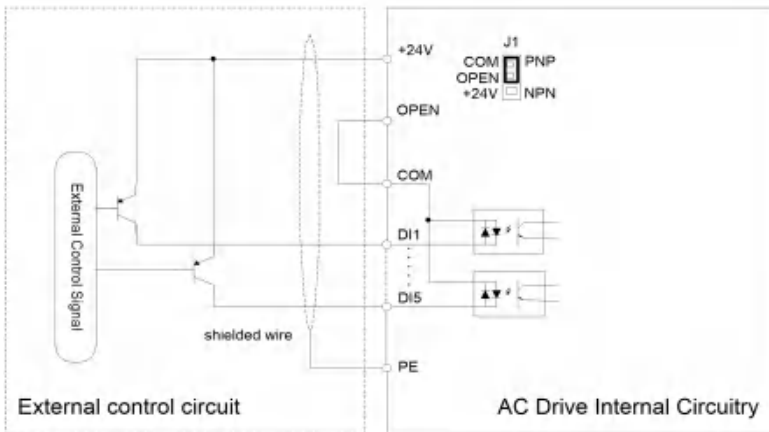 +24V
J1
COM PNP
OPEN
+24V NPN
OPEN
COM
External Control Signal
DI1
DI5
shielded wire
PE
External control circuit
AC Drive Internal Circuitry